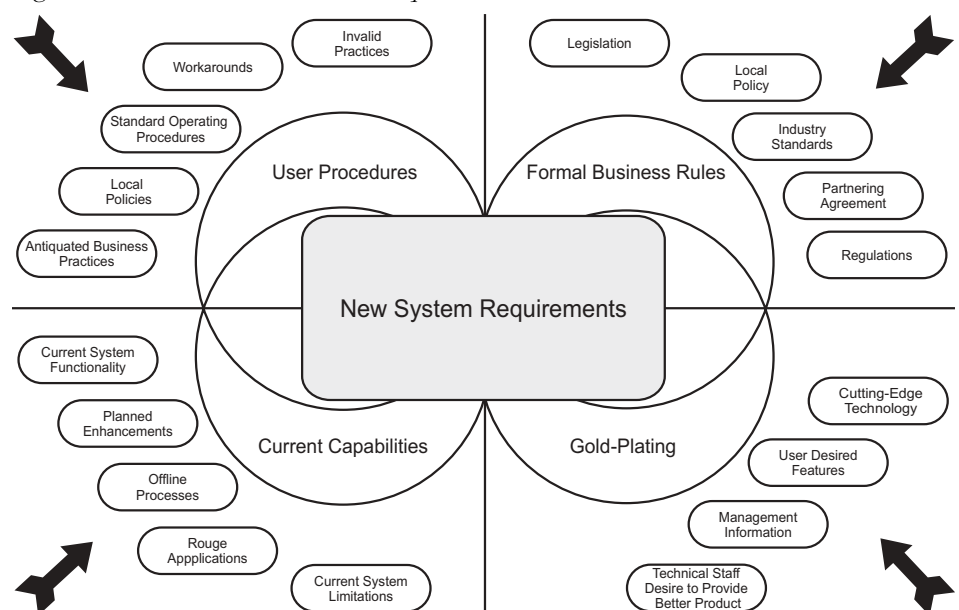 Invalid
Practices
Workarounds
Standard Operating
Procedures
Local
Policies
Antiquated Business
Practices
User Procedures
Legislation
Local
Policy
Industry
Standards
Partnering
Agreement
Regulations
Formal Business Rules
New System Requirements
Current System
Functionality
Planned
Enhancements
Offline
Processes
Rouge
Appplications
Current System
Limitations
Current Capabilities
Gold-Plating
Cutting-Edge
Technology
User Desired
Features
Management
Information
Technical Staff
Desire to Provide
Better Product